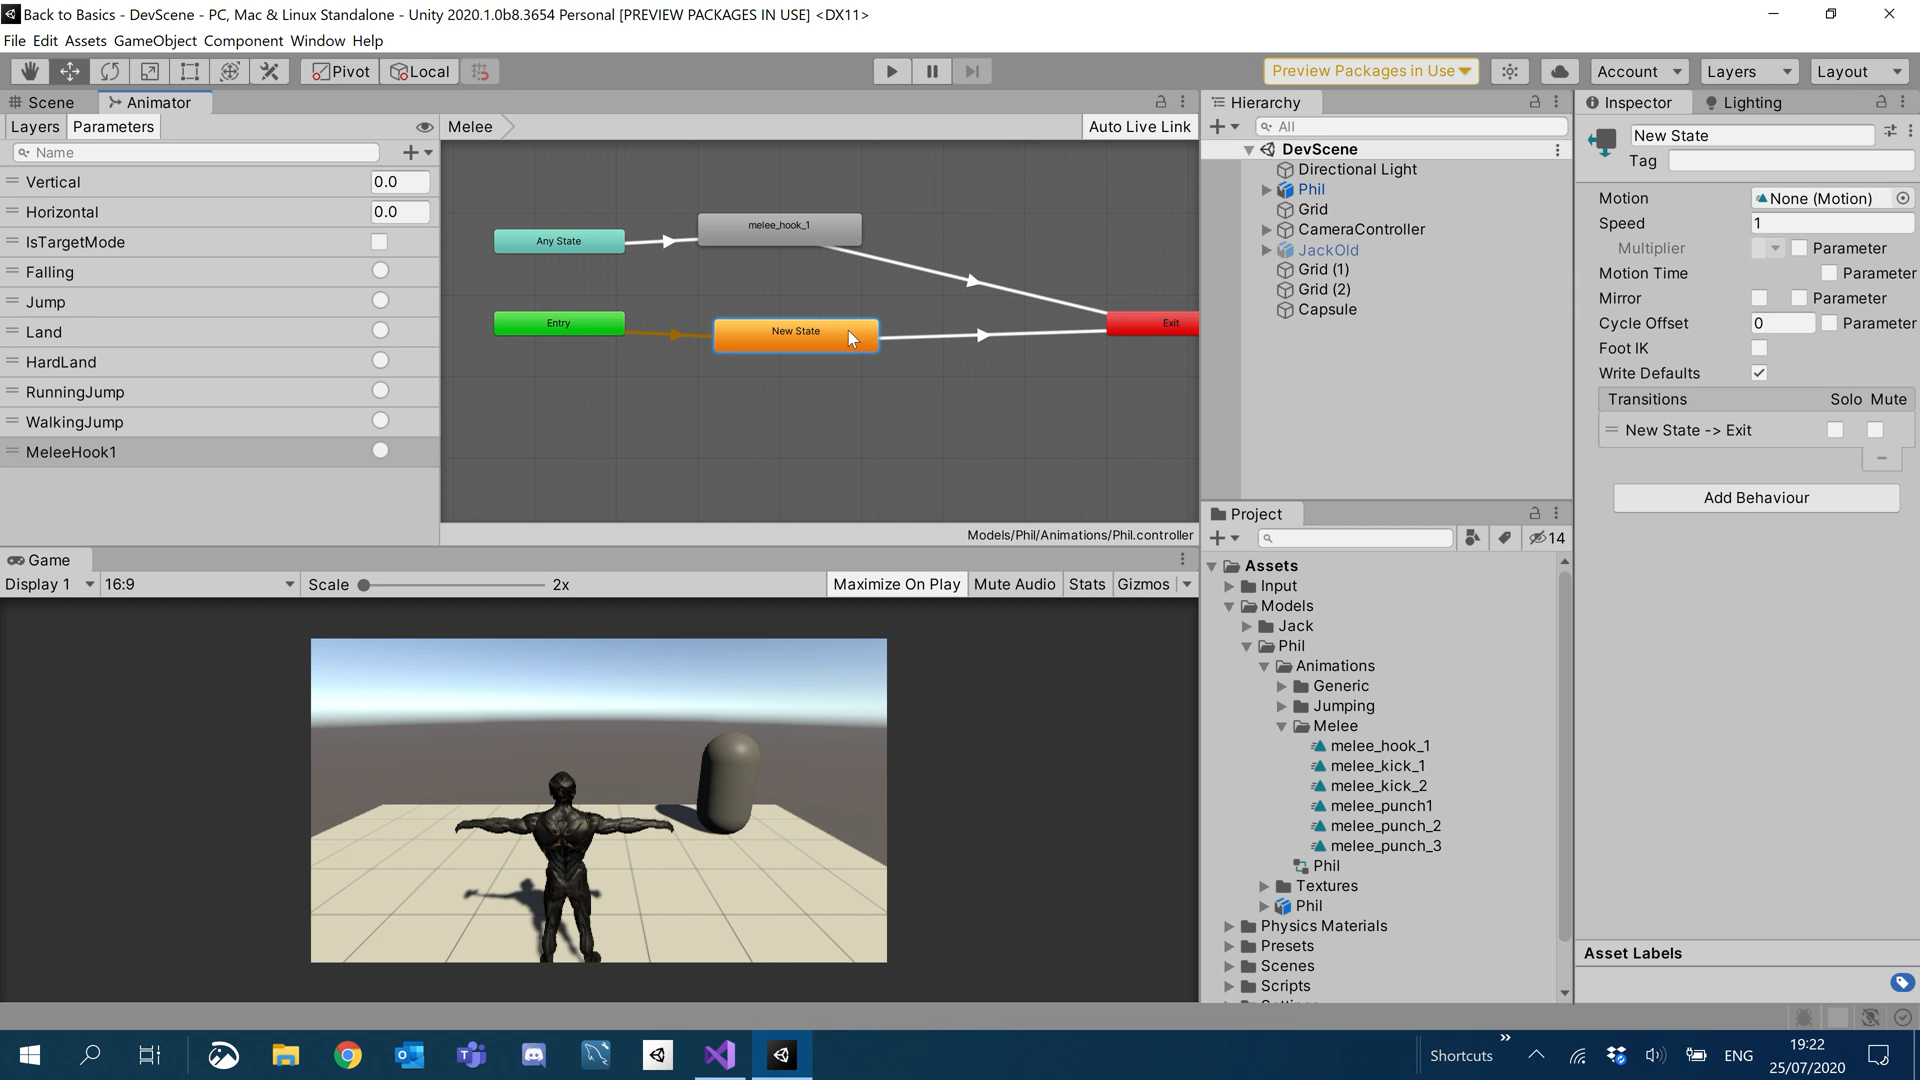 Back to Basics - DevScene - PC, Mac & Linux Standalone - Unity 2020.1.0b8.3654 Personal [PREVIEW PACKAGES IN USE] <DX11>
File Edit Assets GameObject Component Window Help
Pivot Local Preview Packages in Use Account Layers Layout
Scene Animator
Layers Parameters Melee Auto Live Link
Name
Vertical 0.0
Horizontal 0.0
IsTargetMode
Falling
Jump
Land
HardLand
RunningJump
WalkingJump
MeleeHook1
Any State
melee_hook_1
Entry
New State
Exit
Models/Phil/Animations/Phil.controller
Game
Display 1 16:9 Scale 2x Maximize On Play Mute Audio Stats Gizmos
Hierarchy
All
DevScene
Directional Light
Phil
Grid
CameraController
JackOld
Grid (1)
Grid (2)
Capsule
Project
14
Assets
Input
Models
Jack
Phil
Animations
Generic
Jumping
Melee
melee_hook_1
melee_kick_1
melee_kick_2
melee_punch1
melee_punch_2
melee_punch_3
Phil
Textures
Phil
Physics Materials
Presets
Scenes
Scripts
Inspector Lighting
New State
Tag
Motion None (Motion)
Speed 1
Multiplier Parameter
Motion Time Parameter
Mirror Parameter
Cycle Offset 0 Parameter
Foot IK
Write Defaults
Transitions Solo Mute
New State -> Exit
Add Behaviour
Asset Labels
Shortcuts ENG
19:22
25/07/2020